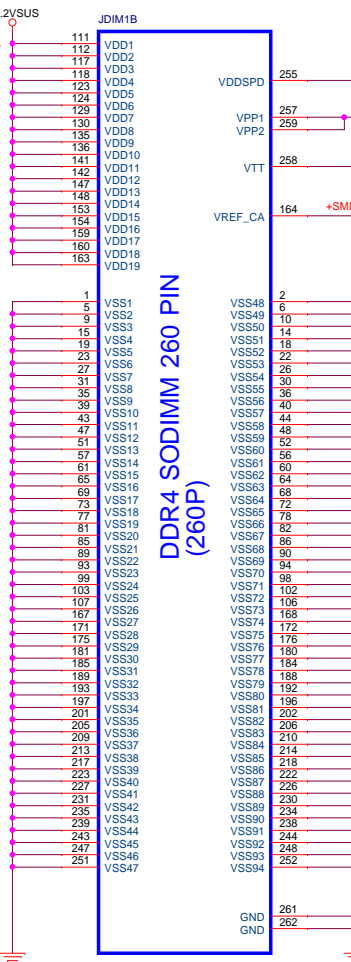 .2VSUS
JDIM1B
111 VDD1
112 VDD2
117 VDD3
118 VDD4
123 VDD5
124 VDD6
129 VDD7
130 VDD8
135 VDD9
136 VDD10
141 VDD11
142 VDD12
147 VDD13
148 VDD14
153 VDD15
154 VDD16
159 VDD17
160 VDD18
163 VDD19
VDDSPD 255
VPP1 257
VPP2 259
VTT 258
VREF_CA 164
DDR4 SODIMM 260 PIN
(260P)
1 VSS1
5 VSS2
9 VSS3
15 VSS4
19 VSS5
23 VSS6
27 VSS7
31 VSS8
35 VSS9
39 VSS10
43 VSS11
47 VSS12
51 VSS13
57 VSS14
61 VSS15
65 VSS16
69 VSS17
73 VSS18
77 VSS19
81 VSS20
85 VSS21
89 VSS22
93 VSS23
99 VSS24
103 VSS25
107 VSS26
167 VSS27
171 VSS28
175 VSS29
181 VSS30
185 VSS31
189 VSS32
193 VSS33
197 VSS34
201 VSS35
205 VSS36
209 VSS37
213 VSS38
217 VSS39
223 VSS40
227 VSS41
231 VSS42
235 VSS43
239 VSS44
243 VSS45
247 VSS46
251 VSS47
VSS48 2
VSS49 6
VSS50 10
VSS51 14
VSS52 18
VSS53 22
VSS54 26
VSS55 30
VSS56 36
VSS57 40
VSS58 44
VSS59 48
VSS60 52
VSS61 56
VSS62 60
VSS63 64
VSS64 68
VSS65 72
VSS66 78
VSS67 82
VSS68 86
VSS69 90
VSS70 94
VSS71 98
VSS72 102
VSS73 106
VSS74 168
VSS75 172
VSS76 176
VSS77 180
VSS78 184
VSS79 188
VSS80 192
VSS81 196
VSS82 202
VSS83 206
VSS84 210
VSS85 214
VSS86 218
VSS87 222
VSS88 226
VSS89 230
VSS90 234
VSS91 238
VSS92 244
VSS93 248
VSS94 252
GND 261
GND 262